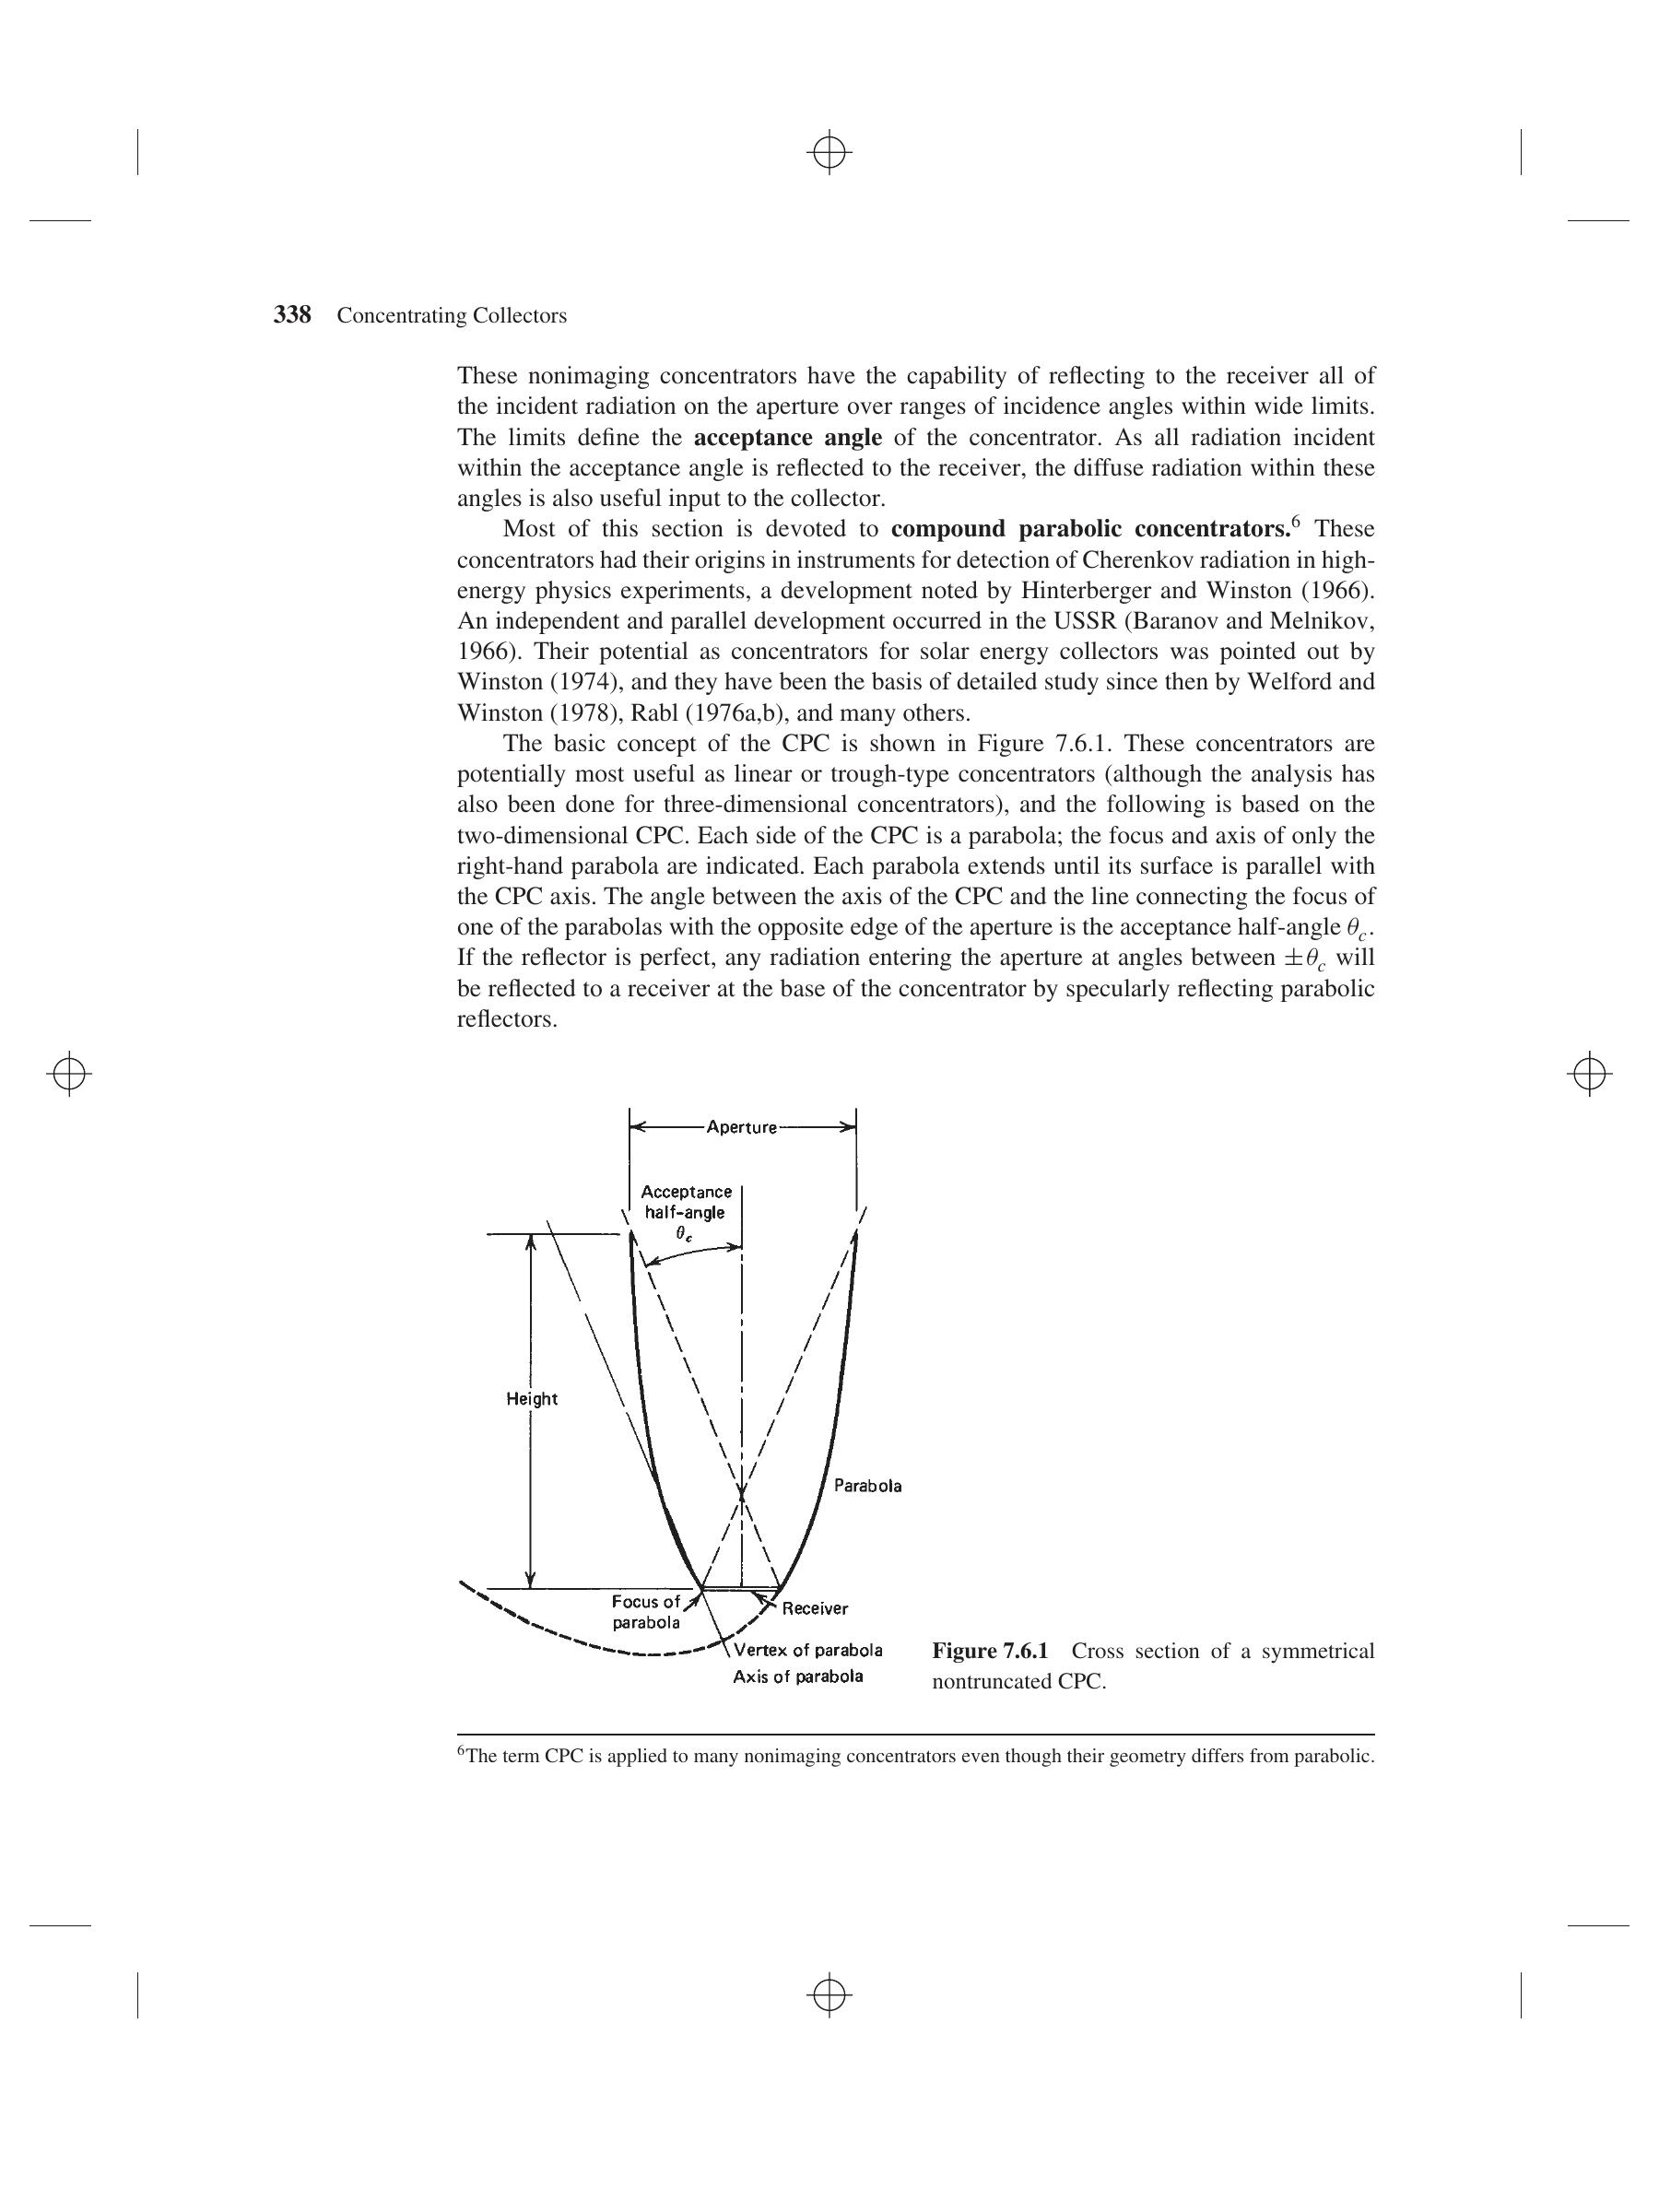 338 Concentrating Collectors
These nonimaging concentrators have the capability of reflecting to the receiver all of
the incident radiation on the aperture over ranges of incidence angles within wide limits.
The limits define the acceptance angle of the concentrator. As all radiation incident
within the acceptance angle is reflected to the receiver, the diffuse radiation within these
angles is also useful input to the collector.
Most of this section is devoted to compound parabolic concentrators.⁶ These
concentrators had their origins in instruments for detection of Cherenkov radiation in high-
energy physics experiments, a development noted by Hinterberger and Winston (1966).
An independent and parallel development occurred in the USSR (Baranov and Melnikov,
1966). Their potential as concentrators for solar energy collectors was pointed out by
Winston (1974), and they have been the basis of detailed study since then by Welford and
Winston (1978), Rabl (1976a,b), and many others.
The basic concept of the CPC is shown in Figure 7.6.1. These concentrators are
potentially most useful as linear or trough-type concentrators (although the analysis has
also been done for three-dimensional concentrators), and the following is based on the
two-dimensional CPC. Each side of the CPC is a parabola; the focus and axis of only the
right-hand parabola are indicated. Each parabola extends until its surface is parallel with
the CPC axis. The angle between the axis of the CPC and the line connecting the focus of
one of the parabolas with the opposite edge of the aperture is the acceptance half-angle θc.
If the reflector is perfect, any radiation entering the aperture at angles between ±θc will
be reflected to a receiver at the base of the concentrator by specularly reflecting parabolic
reflectors.
Aperture
Acceptance
half-angle
θc
Height
Parabola
Focus of
parabola
Receiver
Vertex of parabola
Axis of parabola
Figure 7.6.1 Cross section of a symmetrical
nontruncated CPC.
⁶The term CPC is applied to many nonimaging concentrators even though their geometry differs from parabolic.